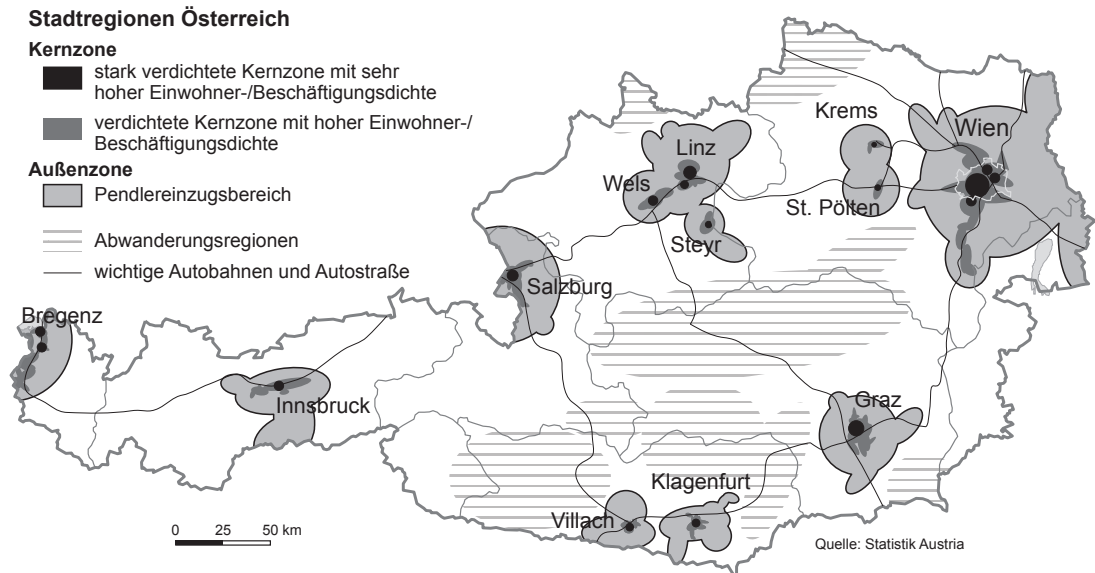 Stadtregionen Österreich
Kernzone
stark verdichtete Kernzone mit sehr
hoher Einwohner-/Beschäftigungsdichte
verdichtete Kernzone mit hoher Einwohner-/
Beschäftigungsdichte
Außenzone
Pendlereinzugsbereich
Abwanderungsregionen
wichtige Autobahnen und Autostraße
Krems
Wien
Linz
Wels
St. Pölten
Steyr
Salzburg
Bregenz
Innsbruck
Graz
Klagenfurt
Villach
0 25 50 km
Quelle: Statistik Austria